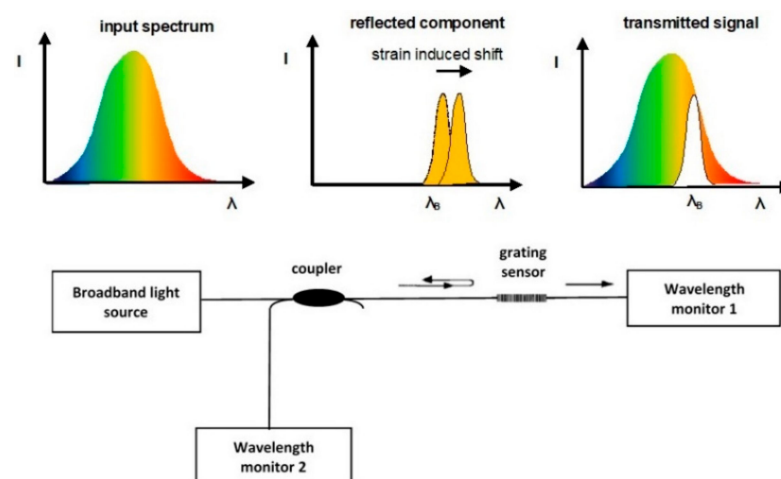 input spectrum
I
λ
reflected component
strain induced shift
I
λB
λ
transmitted signal
I
λB
λ
Broadband light
source
coupler
grating
sensor
Wavelength
monitor 1
Wavelength
monitor 2